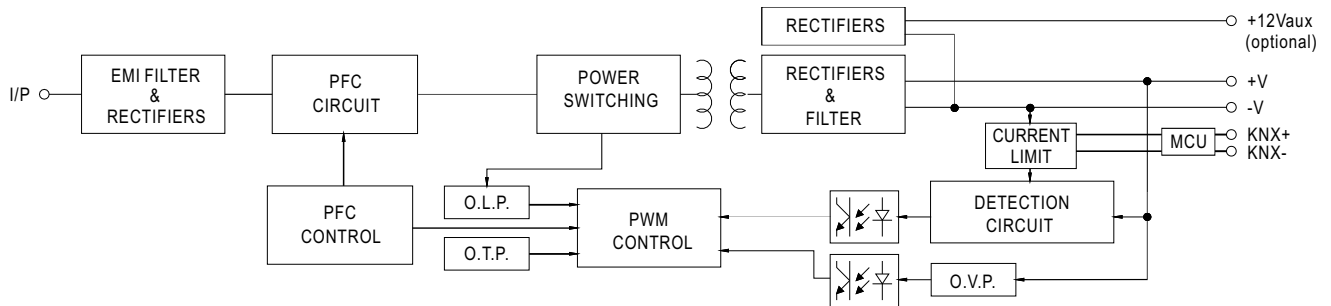 RECTIFIERS
+12Vaux
(optional)
I/P
EMI FILTER
&
RECTIFIERS
PFC
CIRCUIT
POWER
SWITCHING
RECTIFIERS
&
FILTER
+V
-V
CURRENT
LIMIT
MCU
KNX+
KNX-
PFC
CONTROL
O.L.P.
O.T.P.
PWM
CONTROL
DETECTION
CIRCUIT
O.V.P.